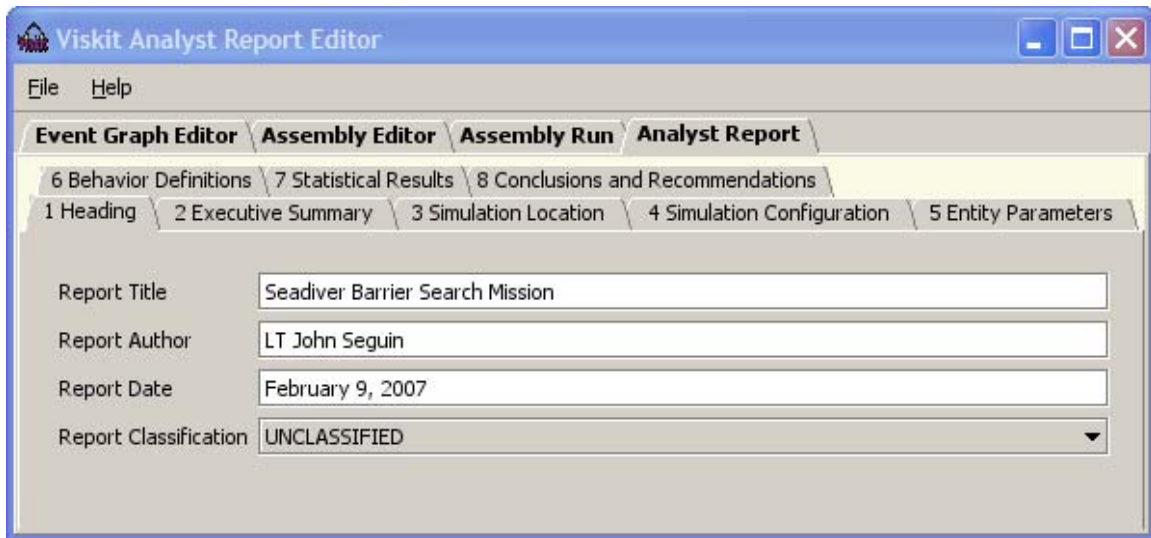 Viskit Analyst Report Editor
File Help
Event Graph Editor Assembly Editor Assembly Run Analyst Report
6 Behavior Definitions 7 Statistical Results 8 Conclusions and Recommendations
1 Heading 2 Executive Summary 3 Simulation Location 4 Simulation Configuration 5 Entity Parameters
Report Title Seadiver Barrier Search Mission
Report Author LT John Seguin
Report Date February 9, 2007
Report Classification UNCLASSIFIED